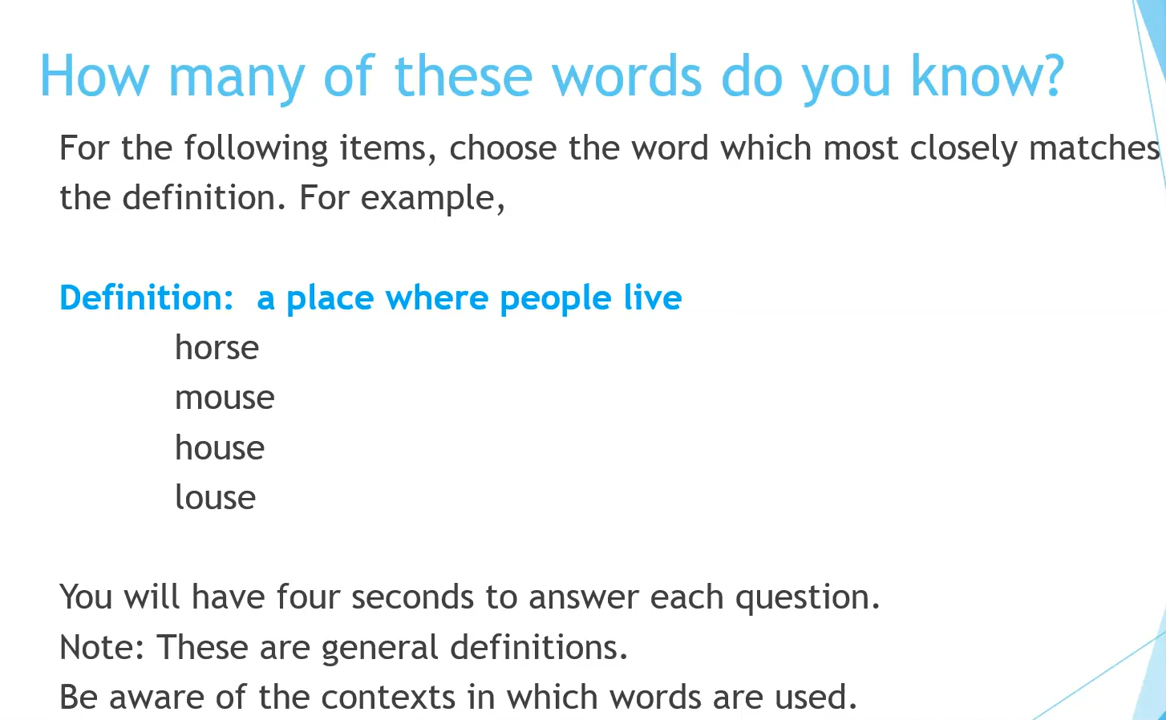 How many of these words do you know?
For the following items, choose the word which most closely matches
the definition. For example,
Definition: a place where people live
horse
mouse
house
louse
You will have four seconds to answer each question.
Note: These are general definitions.
Be aware of the contexts in which words are used.